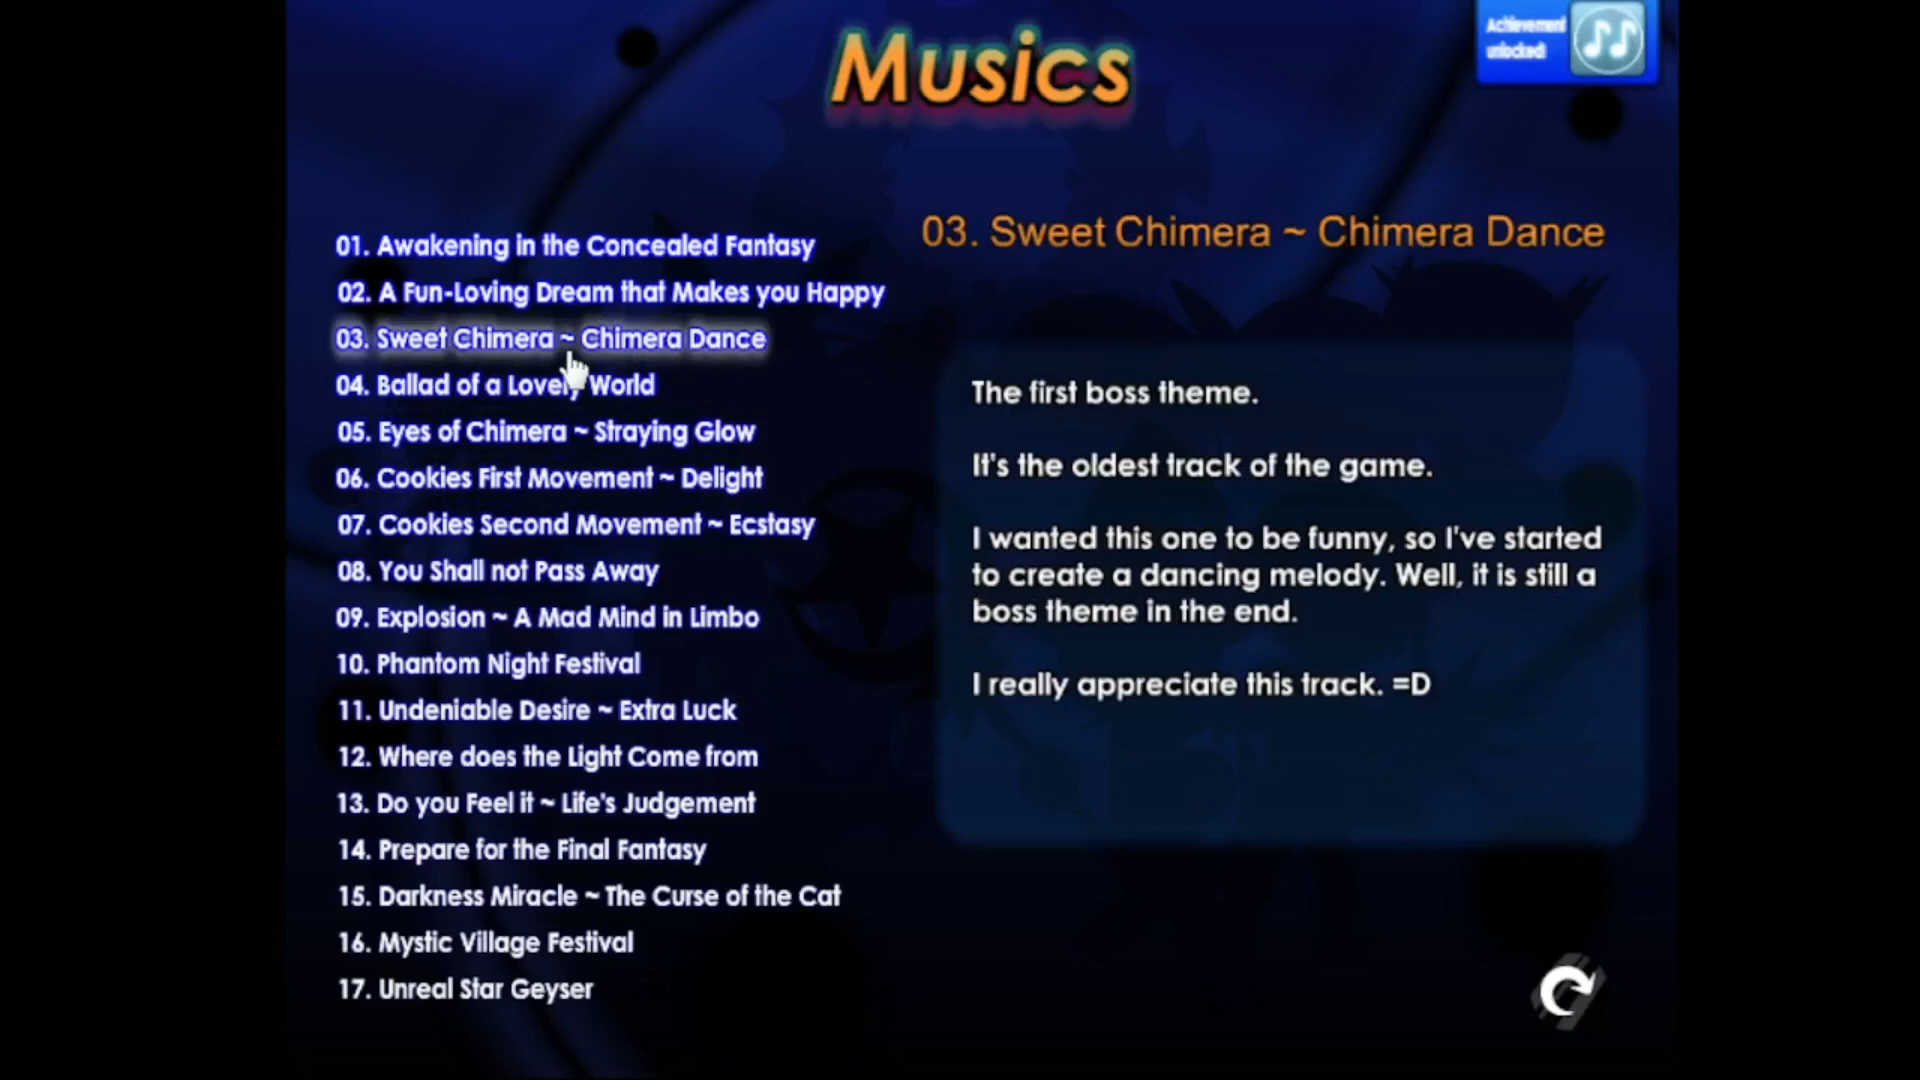 Musics
Achievement
unlocked!
01. Awakening in the Concealed Fantasy
02. A Fun-Loving Dream that Makes you Happy
03. Sweet Chimera ~ Chimera Dance
04. Ballad of a Lovely World
05. Eyes of Chimera ~ Straying Glow
06. Cookies First Movement ~ Delight
07. Cookies Second Movement ~ Ecstasy
08. You Shall not Pass Away
09. Explosion ~ A Mad Mind in Limbo
10. Phantom Night Festival
11. Undeniable Desire ~ Extra Luck
12. Where does the Light Come from
13. Do you Feel it ~ Life's Judgement
14. Prepare for the Final Fantasy
15. Darkness Miracle ~ The Curse of the Cat
16. Mystic Village Festival
17. Unreal Star Geyser
03. Sweet Chimera ~ Chimera Dance
The first boss theme.
It's the oldest track of the game.
I wanted this one to be funny, so I've started
to create a dancing melody. Well, it is still a
boss theme in the end.
I really appreciate this track. =D